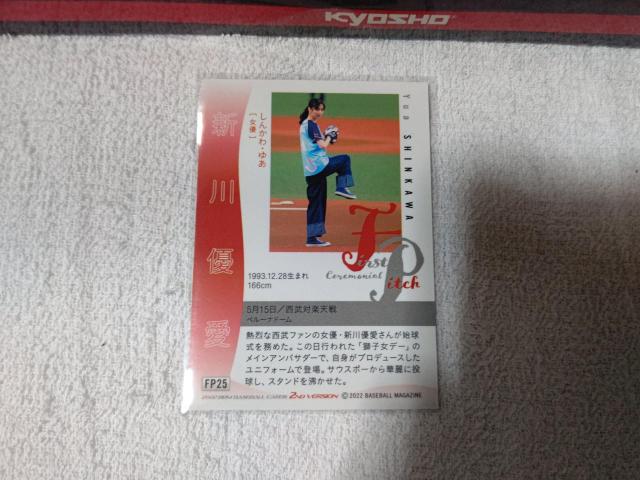 KYOSHO
新川優愛
しんかわ・ゆあ
[女優]
Yua SHINKAWA
First Pitch
Ceremonial
1993.12.28生まれ
166cm
5月15日／西武対楽天戦
ベルーナドーム
熱烈な西武ファンの女優・新川優愛さんが始球
式を務めた。この日行われた「獅子女デー」の
メインアンバサダーで、自身がプロデュースした
ユニフォームで登場。サウスポーから華麗に投
球し、スタンドを沸かせた。
FP25
2022 BBM BASEBALL CARDS 2ND VERSION ©2022 BASEBALL MAGAZINE